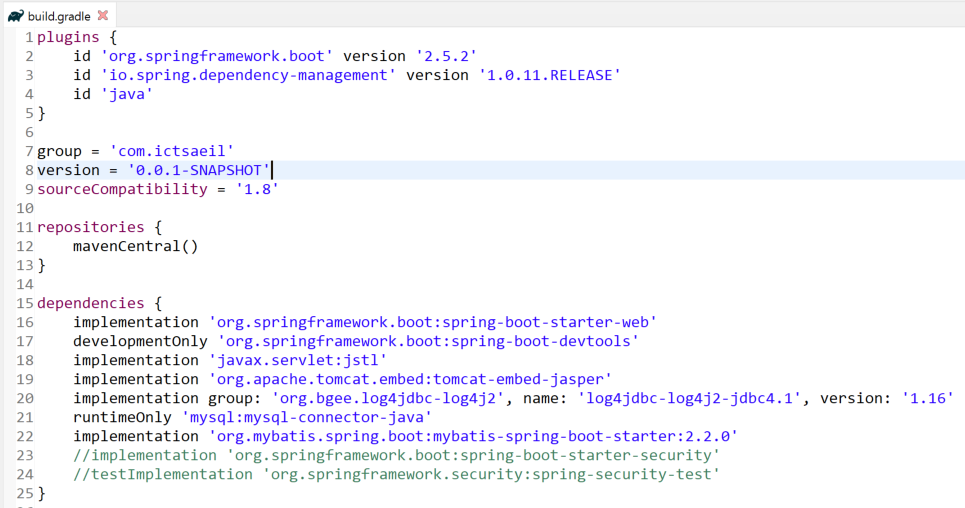 build.gradle
1 plugins {
2     id 'org.springframework.boot' version '2.5.2'
3     id 'io.spring.dependency-management' version '1.0.11.RELEASE'
4     id 'java'
5 }
6
7 group = 'com.ictsaeil'
8 version = '0.0.1-SNAPSHOT'
9 sourceCompatibility = '1.8'
10
11 repositories {
12     mavenCentral()
13 }
14
15 dependencies {
16     implementation 'org.springframework.boot:spring-boot-starter-web'
17     developmentOnly 'org.springframework.boot:spring-boot-devtools'
18     implementation 'javax.servlet:jstl'
19     implementation 'org.apache.tomcat.embed:tomcat-embed-jasper'
20     implementation group: 'org.bgee.log4jdbc-log4j2', name: 'log4jdbc-log4j2-jdbc4.1', version: '1.16'
21     runtimeOnly 'mysql:mysql-connector-java'
22     implementation 'org.mybatis.spring.boot:mybatis-spring-boot-starter:2.2.0'
23     //implementation 'org.springframework.boot:spring-boot-starter-security'
24     //testImplementation 'org.springframework.security:spring-security-test'
25 }